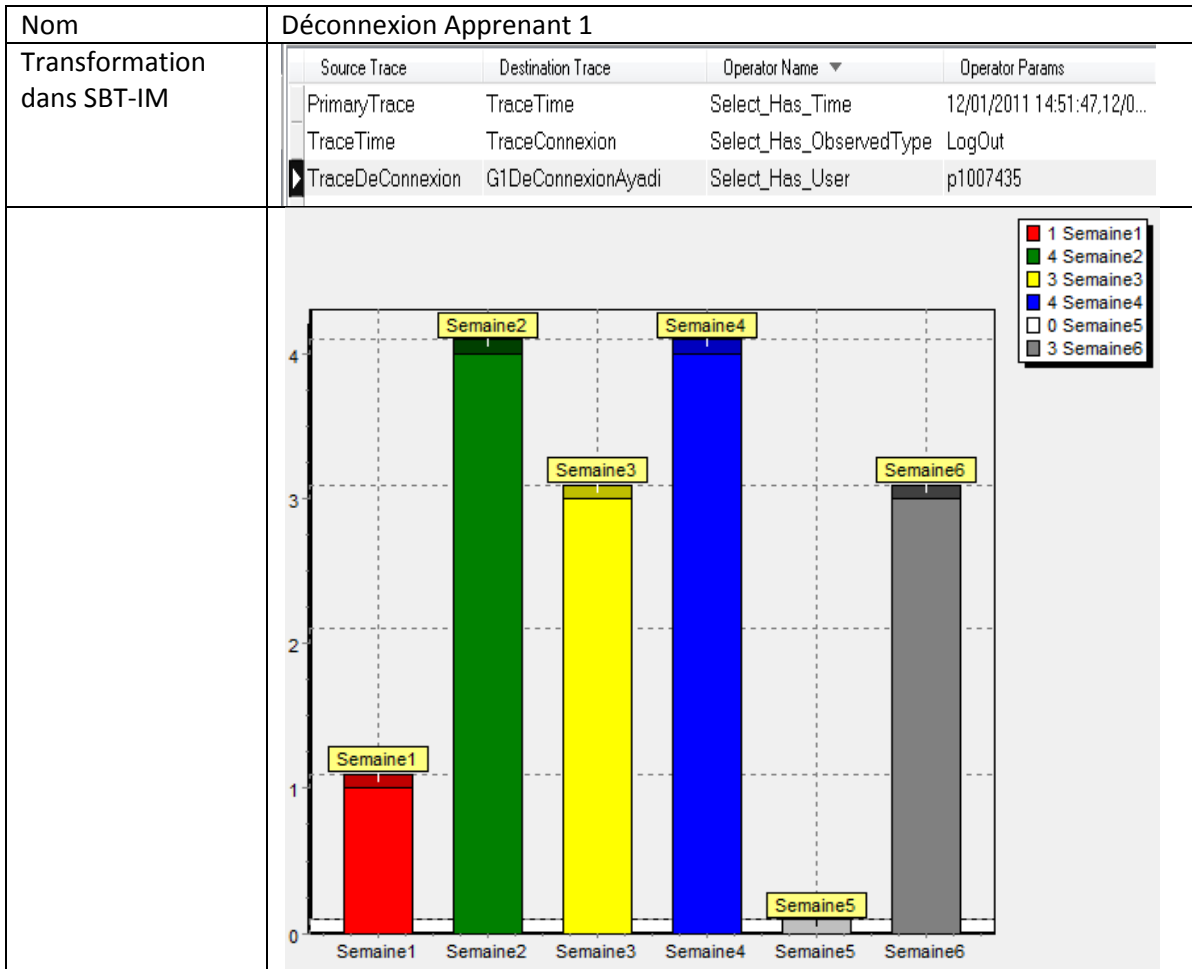 Nom Déconnexion Apprenant 1
Transformation dans SBT-IM
Source Trace Destination Trace Operator Name Operator Params
PrimaryTrace TraceTime Select_Has_Time 12/01/2011 14:51:47,12/0...
TraceTime TraceConnexion Select_Has_ObservedType LogOut
TraceDeConnexion G1DeConnexionAyadi Select_Has_User p1007435
1 Semaine1
4 Semaine2
3 Semaine3
4 Semaine4
0 Semaine5
3 Semaine6
Semaine2 Semaine4
4
Semaine3 Semaine6
3
2
Semaine1
1
Semaine5
0
Semaine1 Semaine2 Semaine3 Semaine4 Semaine5 Semaine6